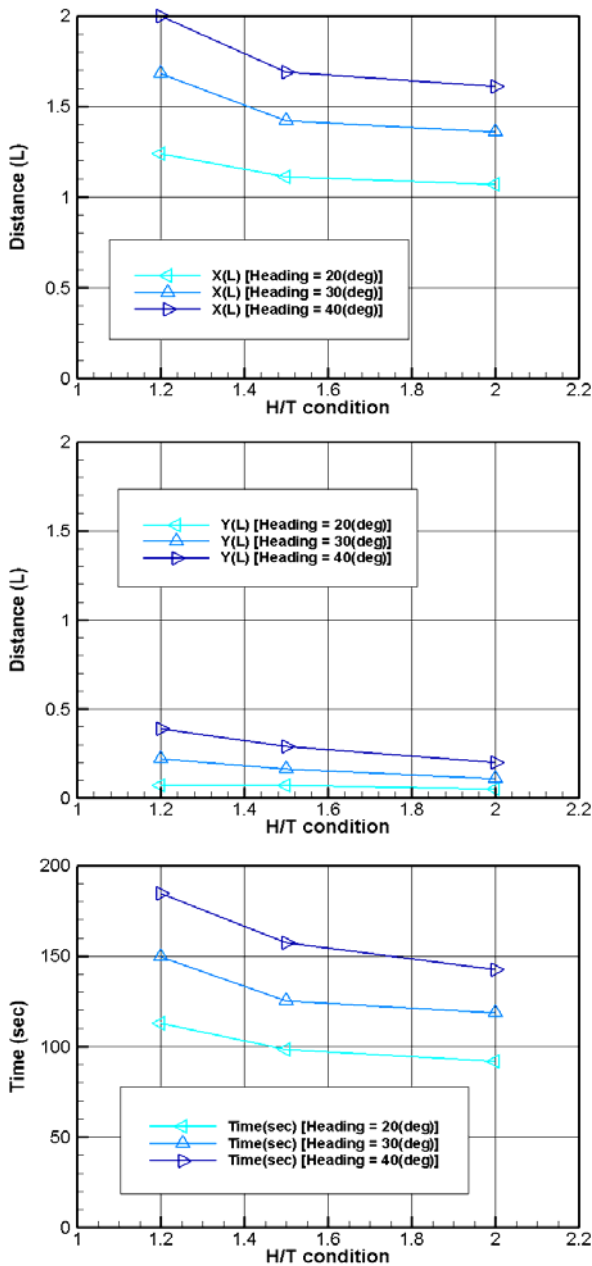 2
1.5
1
0.5
0
Distance (L)
X(L) [Heading = 20(deg)]
X(L) [Heading = 30(deg)]
X(L) [Heading = 40(deg)]
1 1.2 1.4 1.6 1.8 2 2.2
H/T condition
2
1.5
1
0.5
0
Distance (L)
Y(L) [Heading = 20(deg)]
Y(L) [Heading = 30(deg)]
Y(L) [Heading = 40(deg)]
1 1.2 1.4 1.6 1.8 2 2.2
H/T condition
200
150
100
50
0
Time (sec)
Time(sec) [Heading = 20(deg)]
Time(sec) [Heading = 30(deg)]
Time(sec) [Heading = 40(deg)]
1 1.2 1.4 1.6 1.8 2 2.2
H/T condition